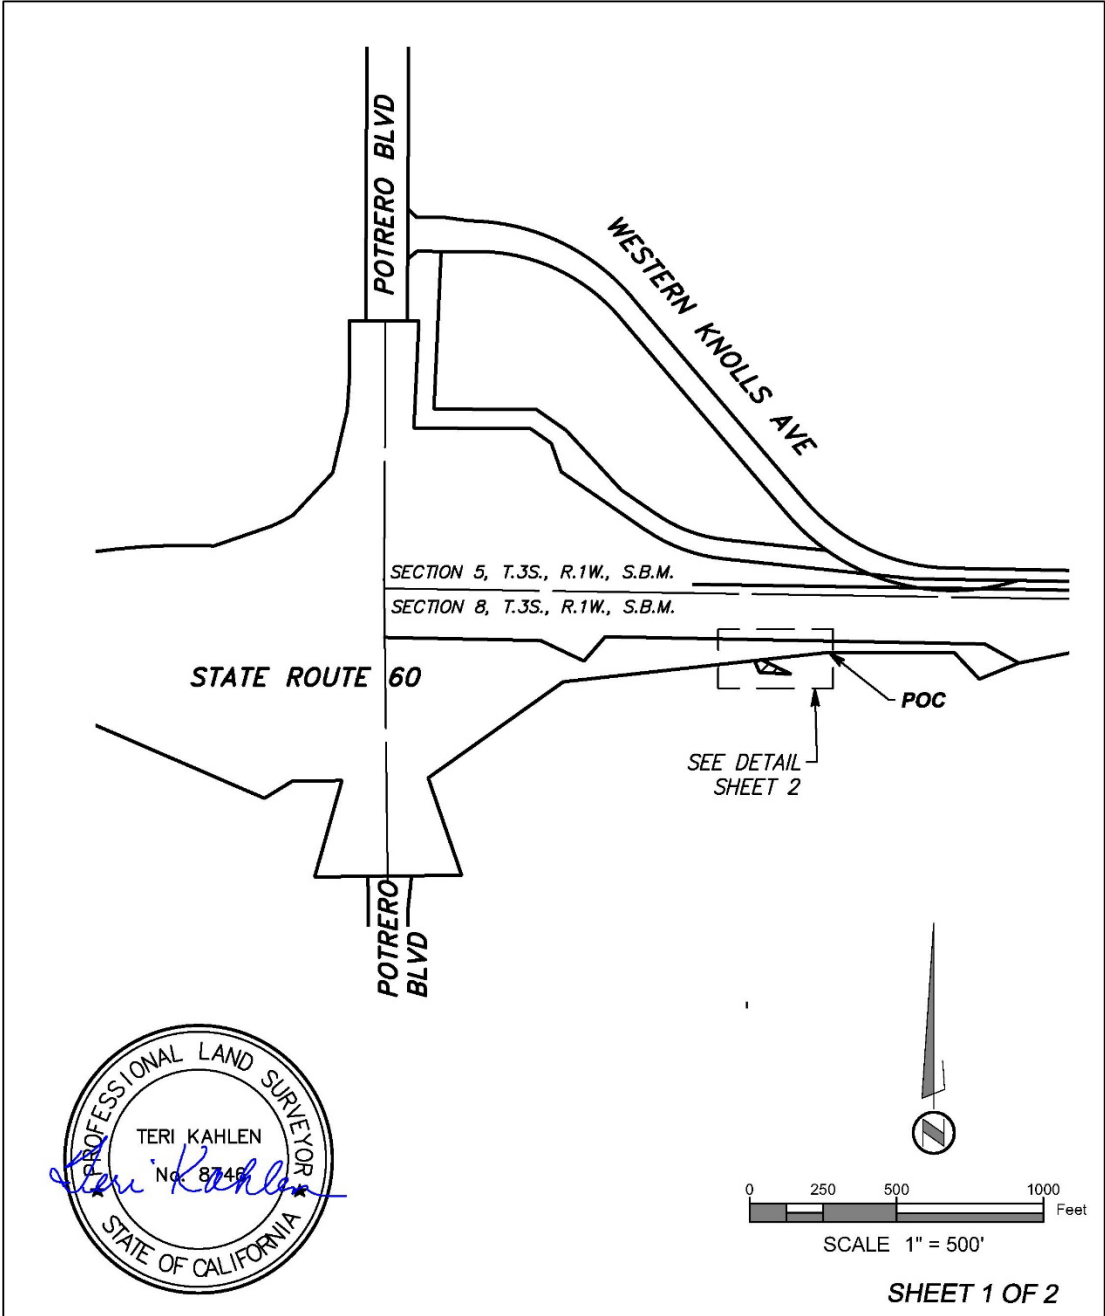 POTRERO BLVD
WESTERN KNOLLS AVE
SECTION 5, T.3S., R.1W., S.B.M.
SECTION 8, T.3S., R.1W., S.B.M.
STATE ROUTE 60
POC
SEE DETAIL
SHEET 2
POTRERO
BLVD
PROFESSIONAL LAND SURVEYOR
TERI KAHLEN
No. 8746
Teri Kahlen
STATE OF CALIFORNIA
N
0 250 500 1000
Feet
SCALE 1" = 500'
SHEET 1 OF 2